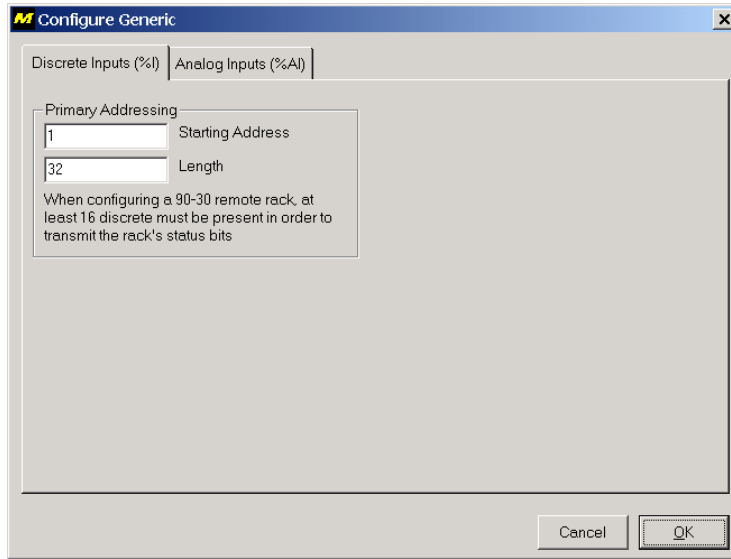 M Configure Generic
Discrete Inputs (%I) Analog Inputs (%AI)
Primary Addressing
1 Starting Address
32 Length
When configuring a 90-30 remote rack, at
least 16 discrete must be present in order to
transmit the rack's status bits
Cancel OK